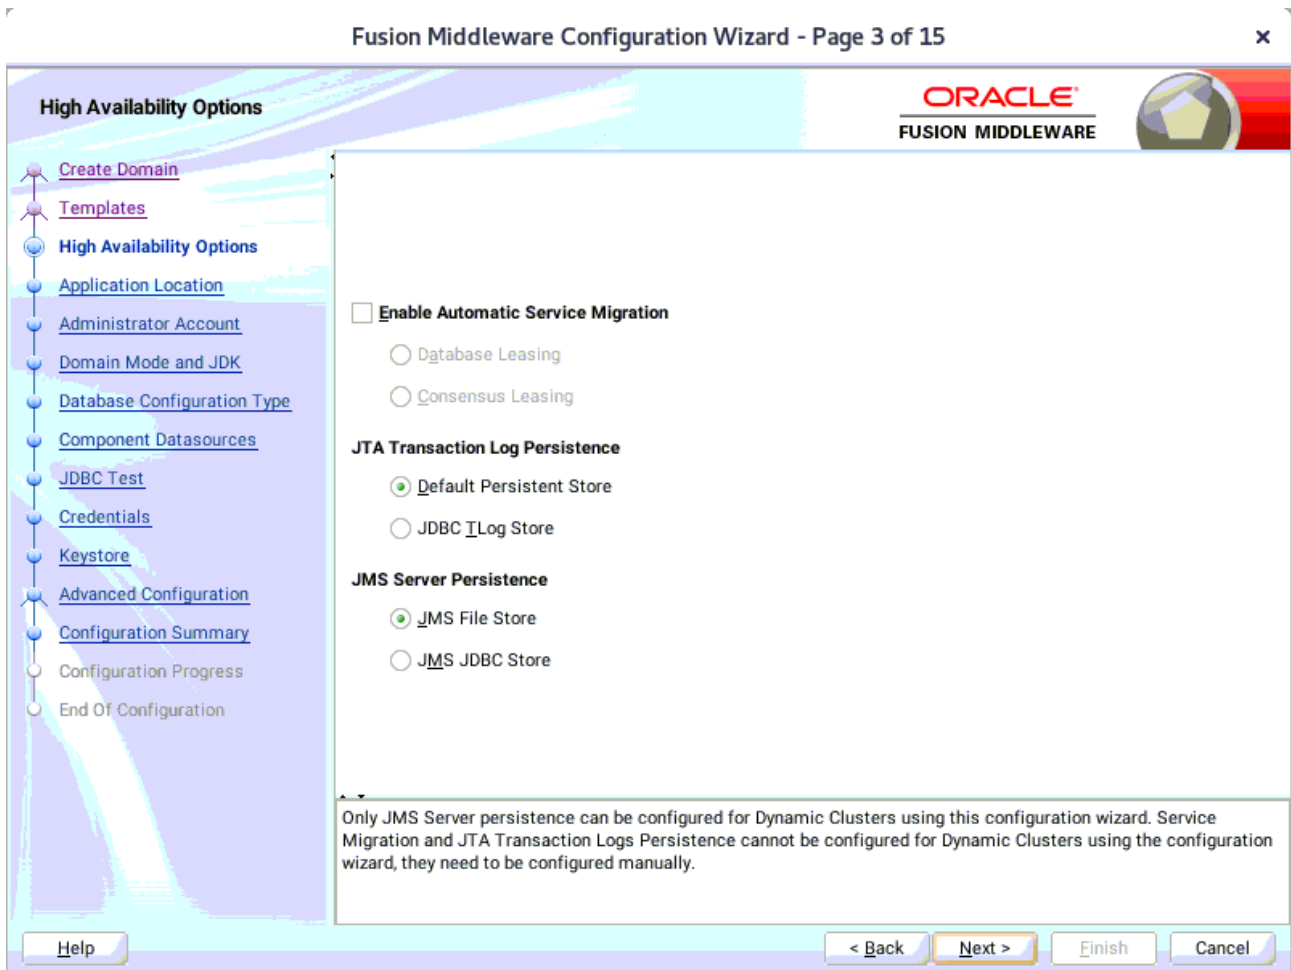 Fusion Middleware Configuration Wizard - Page 3 of 15
High Availability Options
ORACLE
FUSION MIDDLEWARE
Create Domain
Templates
High Availability Options
Application Location
Administrator Account
Domain Mode and JDK
Database Configuration Type
Component Datasources
JDBC Test
Credentials
Keystore
Advanced Configuration
Configuration Summary
Configuration Progress
End Of Configuration
Enable Automatic Service Migration
Database Leasing
Consensus Leasing
JTA Transaction Log Persistence
Default Persistent Store
JDBC TLog Store
JMS Server Persistence
JMS File Store
JMS JDBC Store
Only JMS Server persistence can be configured for Dynamic Clusters using this configuration wizard. Service
Migration and JTA Transaction Logs Persistence cannot be configured for Dynamic Clusters using the configuration
wizard, they need to be configured manually.
Help
< Back
Next >
Finish
Cancel